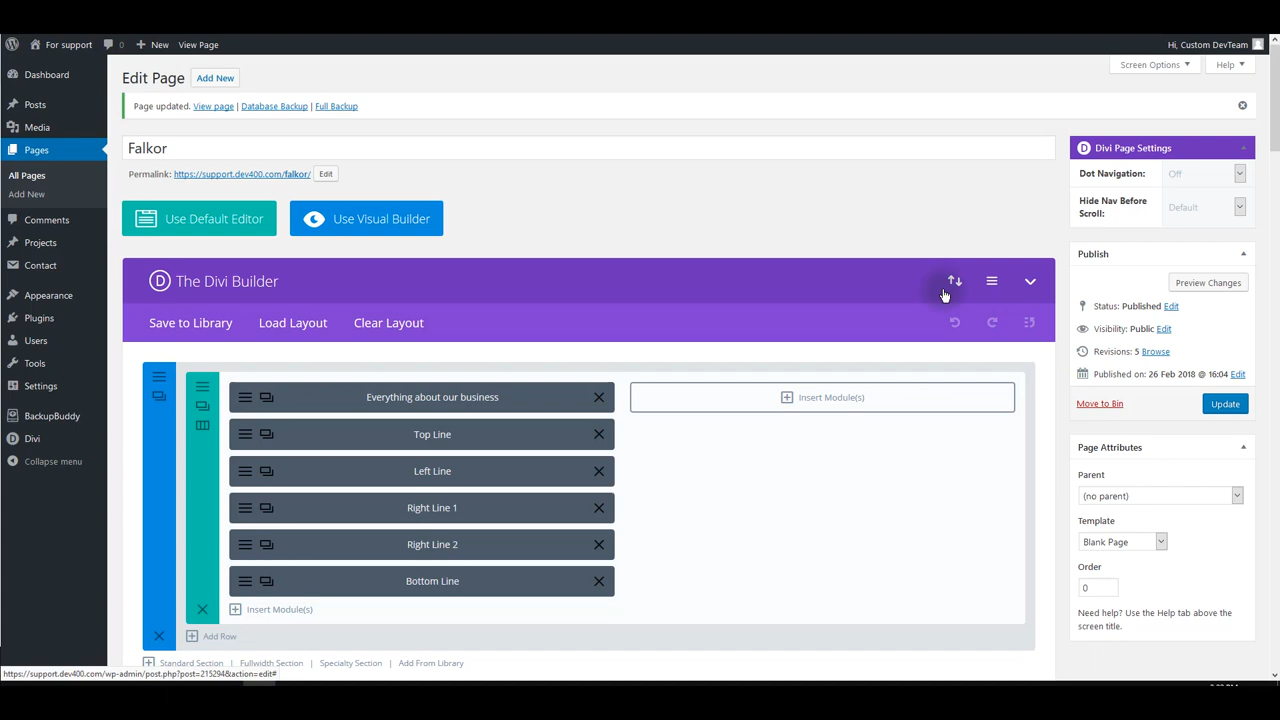 For support
0
New
View Page
Hi, Custom DevTeam
Dashboard
Posts
Media
Pages
All Pages
Add New
Comments
Projects
Contact
Appearance
Plugins
Users
Tools
Settings
BackupBuddy
Divi
Collapse menu
Screen Options
Help
Edit Page
Add New
Page updated. View page | Database Backup | Full Backup
Falkor
Permalink: https://support.dev400.com/falkor/ Edit
Use Default Editor
Use Visual Builder
D The Divi Builder
Save to Library
Load Layout
Clear Layout
Everything about our business
Top Line
Left Line
Right Line 1
Right Line 2
Bottom Line
Insert Module(s)
Insert Module(s)
Add Row
Standard Section | Fullwidth Section | Specialty Section | Add From Library
D Divi Page Settings
Dot Navigation: Off
Hide Nav Before Scroll: Default
Publish
Preview Changes
Status: Published Edit
Visibility: Public Edit
Revisions: 5 Browse
Published on: 26 Feb 2018 @ 16:04 Edit
Move to Bin
Update
Page Attributes
Parent
(no parent)
Template
Blank Page
Order
0
Need help? Use the Help tab above the
screen title.
https://support.dev400.com/wp-admin/post.php?post=215294&action=edit#